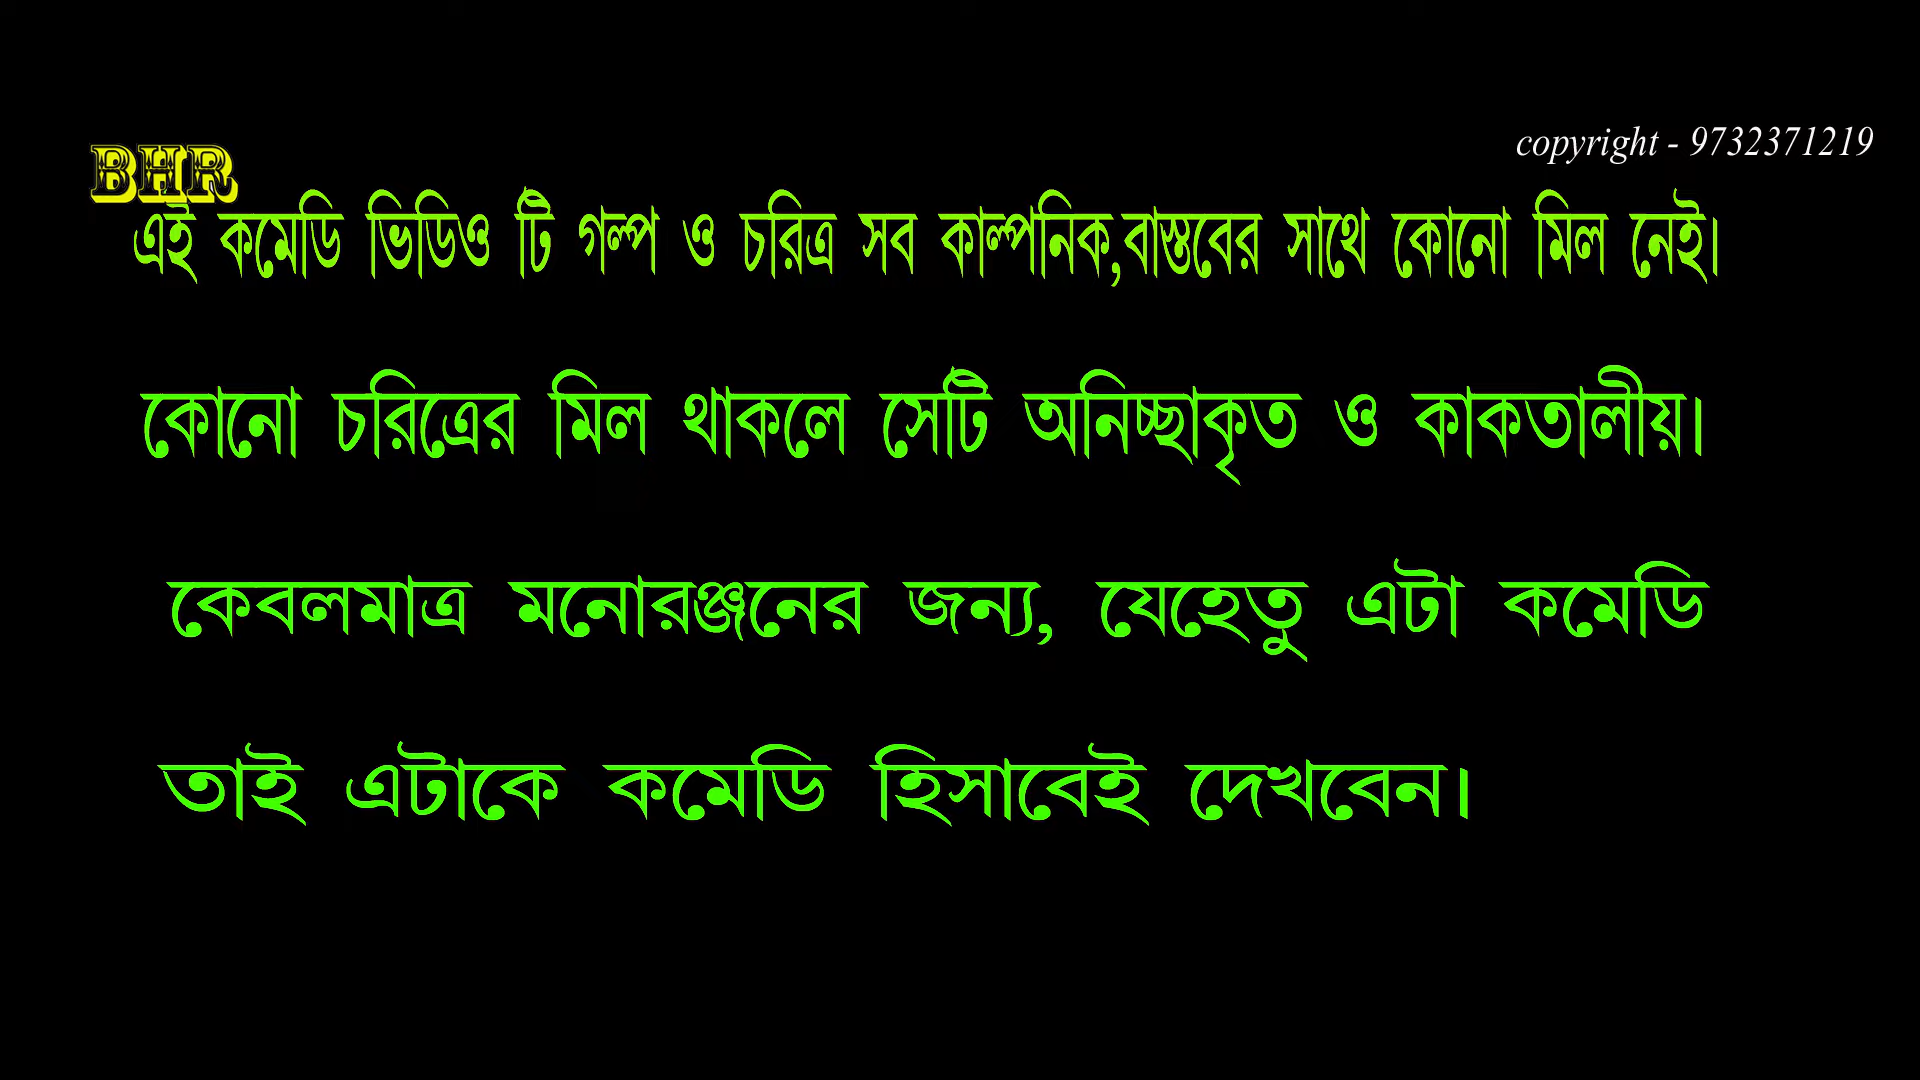 copyright - 9732371219
BHR
এই কমেডি ভিডিও টি গল্প ও চরিত্র সব কাল্পনিক,বাস্তবের সাথে কোনো মিল নেই।
কোনো চরিত্রের মিল থাকলে সেটি অনিচ্ছাকৃত ও কাকতালীয়।
কেবলমাত্র মনোরঞ্জনের জন্য, যেহেতু এটা কমেডি
তাই এটাকে কমেডি হিসাবেই দেখবেন।